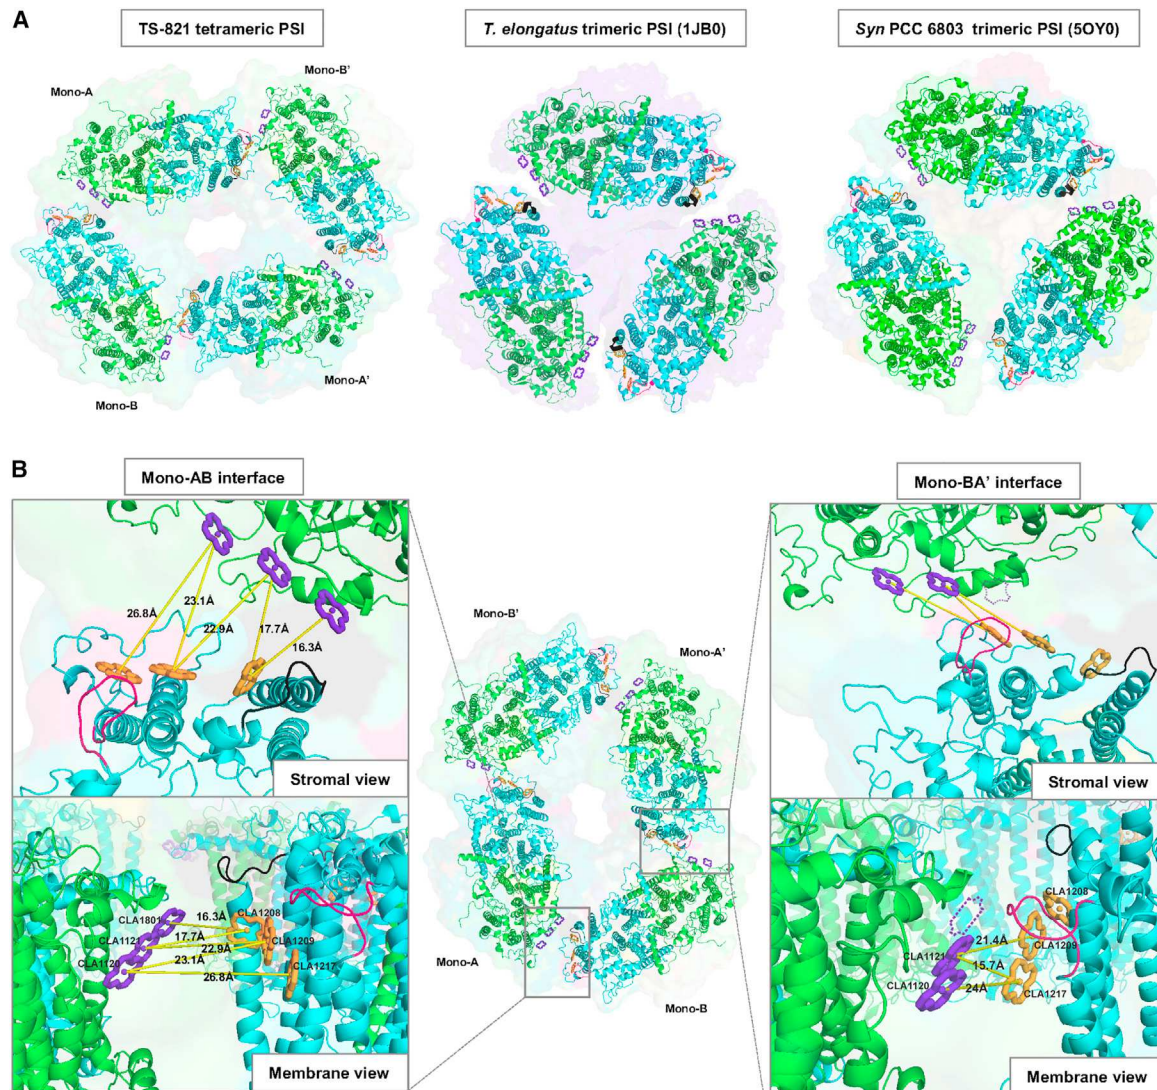 A
TS-821 tetrameric PSI
T. elongatus trimeric PSI (1JB0)
Syn PCC 6803 trimeric PSI (5OY0)
Mono-B'
Mono-A
Mono-A'
Mono-B
B
Mono-AB interface
Mono-BA' interface
26.8Å
23.1Å
22.9Å
17.7Å
16.3Å
Stromal view
Stromal view
Mono-B'
Mono-A'
Mono-A
Mono-B
CLA1801
CLA1121
CLA1120
16.3Å
17.7Å
22.9Å
23.1Å
26.8Å
CLA1208
CLA1209
CLA1217
Membrane view
CLA1208
CLA1209
21.4Å
CLA1121
15.7Å
CLA1120
24Å
CLA1217
Membrane view